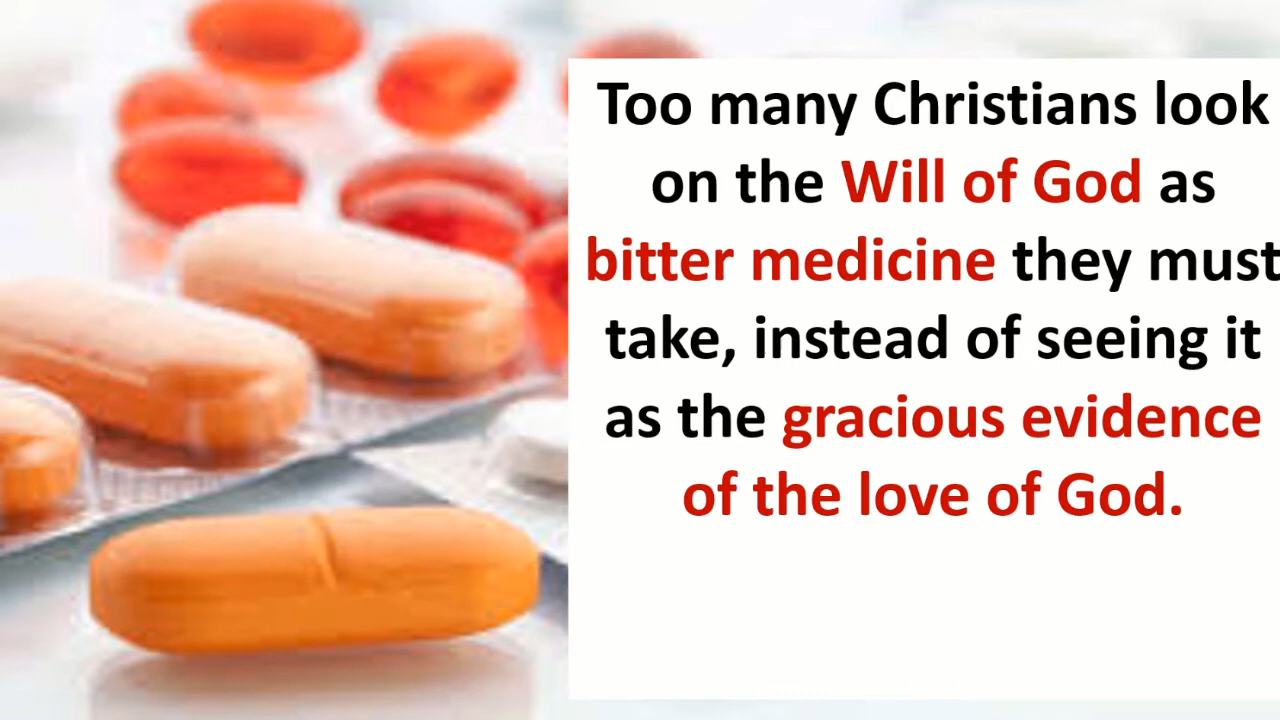 Too many Christians look
on the Will of God as
bitter medicine they must
take, instead of seeing it
as the gracious evidence
of the love of God.